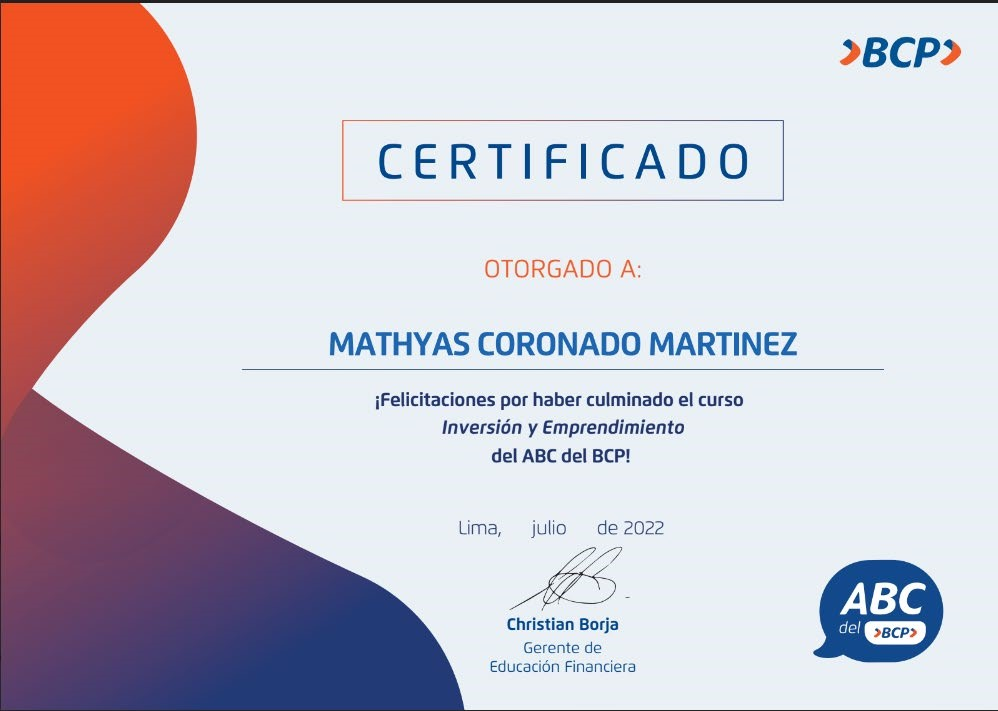 BCP
CERTIFICADO
OTORGADO A:
MATHYAS CORONADO MARTINEZ
¡Felicitaciones por haber culminado el curso
Inversión y Emprendimiento
del ABC del BCP!
Lima, julio de 2022
Christian Borja
Gerente de
Educación Financiera
ABC
del BCP